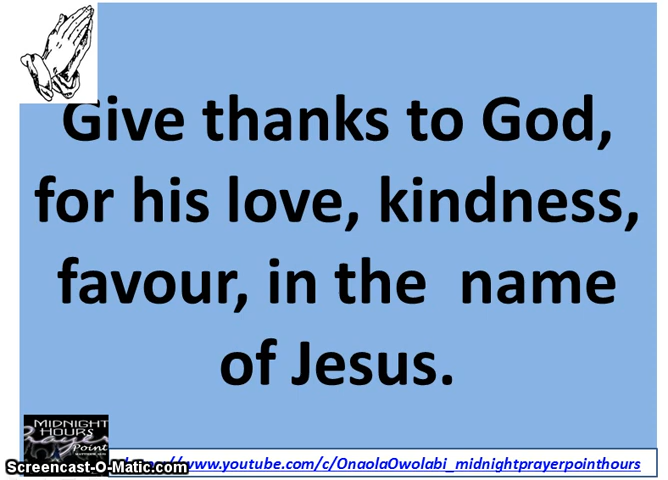 Give thanks to God,
for his love, kindness,
favour, in the name
of Jesus.
MIDNIGHT
HOURS
Prayer
Point
Screencast-O-Matic.com
www.youtube.com/c/OnaolaOwolabi_midnightprayerpointhours